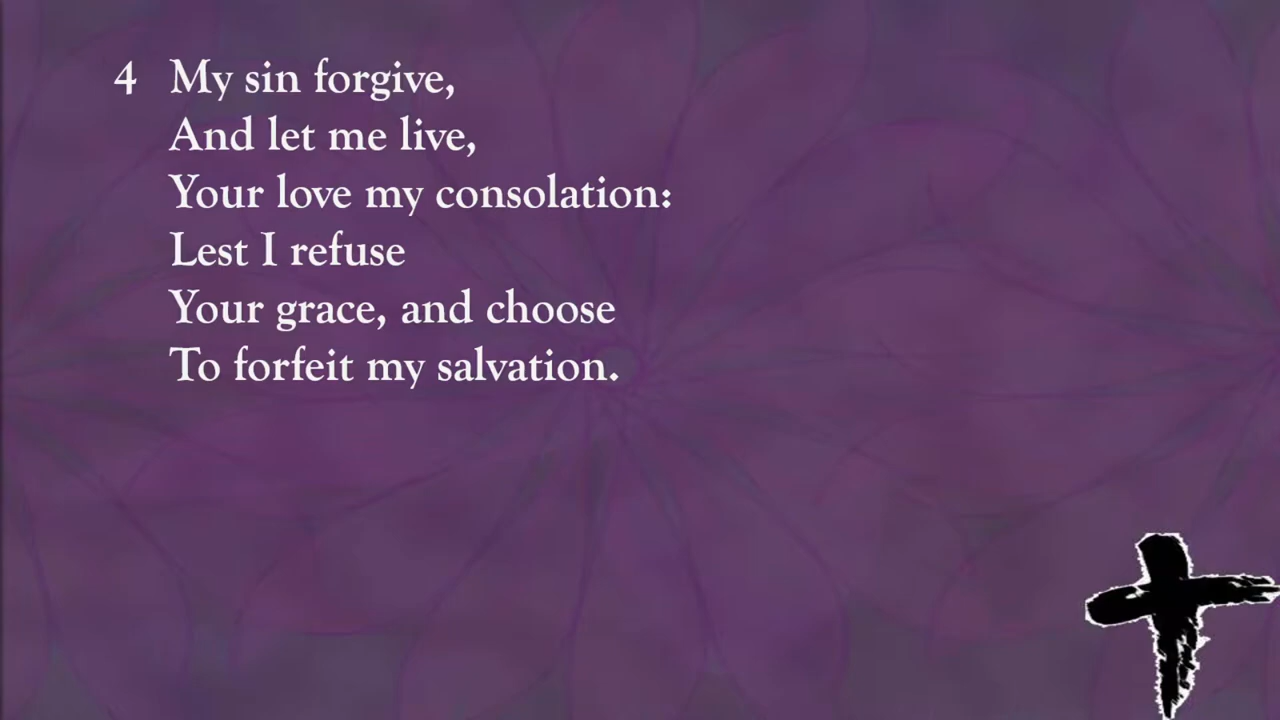 4 My sin forgive,
And let me live,
Your love my consolation:
Lest I refuse
Your grace, and choose
To forfeit my salvation.